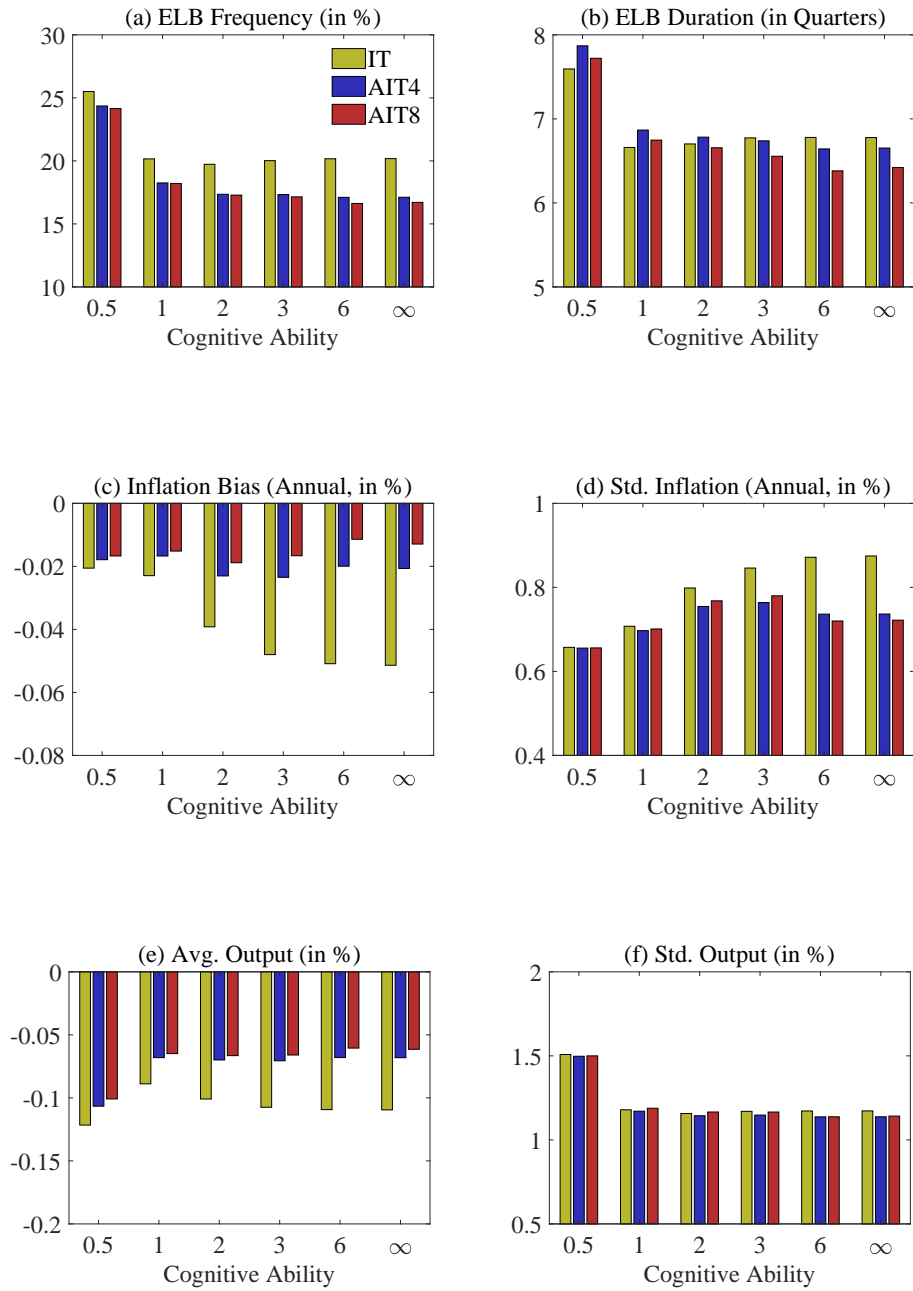 (a) ELB Frequency (in %)
30
25
20
15
10
IT
AIT4
AIT8
0.5 1 2 3 6 ∞
Cognitive Ability
(b) ELB Duration (in Quarters)
8
7
6
5
0.5 1 2 3 6 ∞
Cognitive Ability
(c) Inflation Bias (Annual, in %)
0
-0.02
-0.04
-0.06
-0.08
0.5 1 2 3 6 ∞
Cognitive Ability
(d) Std. Inflation (Annual, in %)
1
0.8
0.6
0.4
0.5 1 2 3 6 ∞
Cognitive Ability
(e) Avg. Output (in %)
0
-0.05
-0.1
-0.15
-0.2
0.5 1 2 3 6 ∞
Cognitive Ability
(f) Std. Output (in %)
2
1.5
1
0.5
0.5 1 2 3 6 ∞
Cognitive Ability